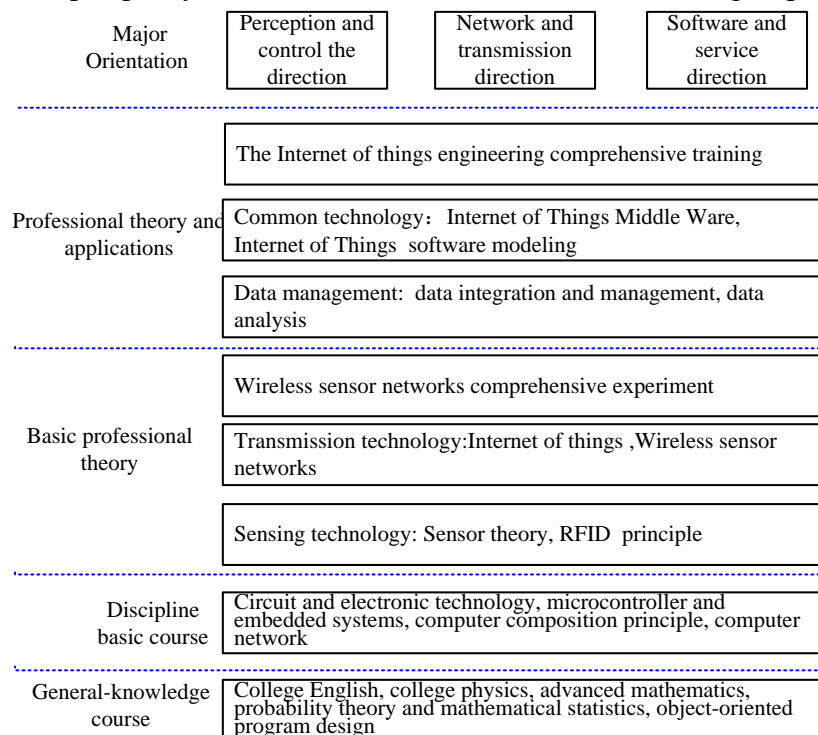 Major
Orientation
Perception and
control the
direction
Network and
transmission
direction
Software and
service
direction
The Internet of things engineering comprehensive training
Professional theory and
applications
Common technology：Internet of Things Middle Ware,
Internet of Things software modeling
Data management: data integration and management, data
analysis
Wireless sensor networks comprehensive experiment
Basic professional
theory
Transmission technology:Internet of things ,Wireless sensor
networks
Sensing technology: Sensor theory, RFID principle
Discipline
basic course
Circuit and electronic technology, microcontroller and
embedded systems, computer composition principle, computer
network
General-knowledge
course
College English, college physics, advanced mathematics,
probability theory and mathematical statistics, object-oriented
program design